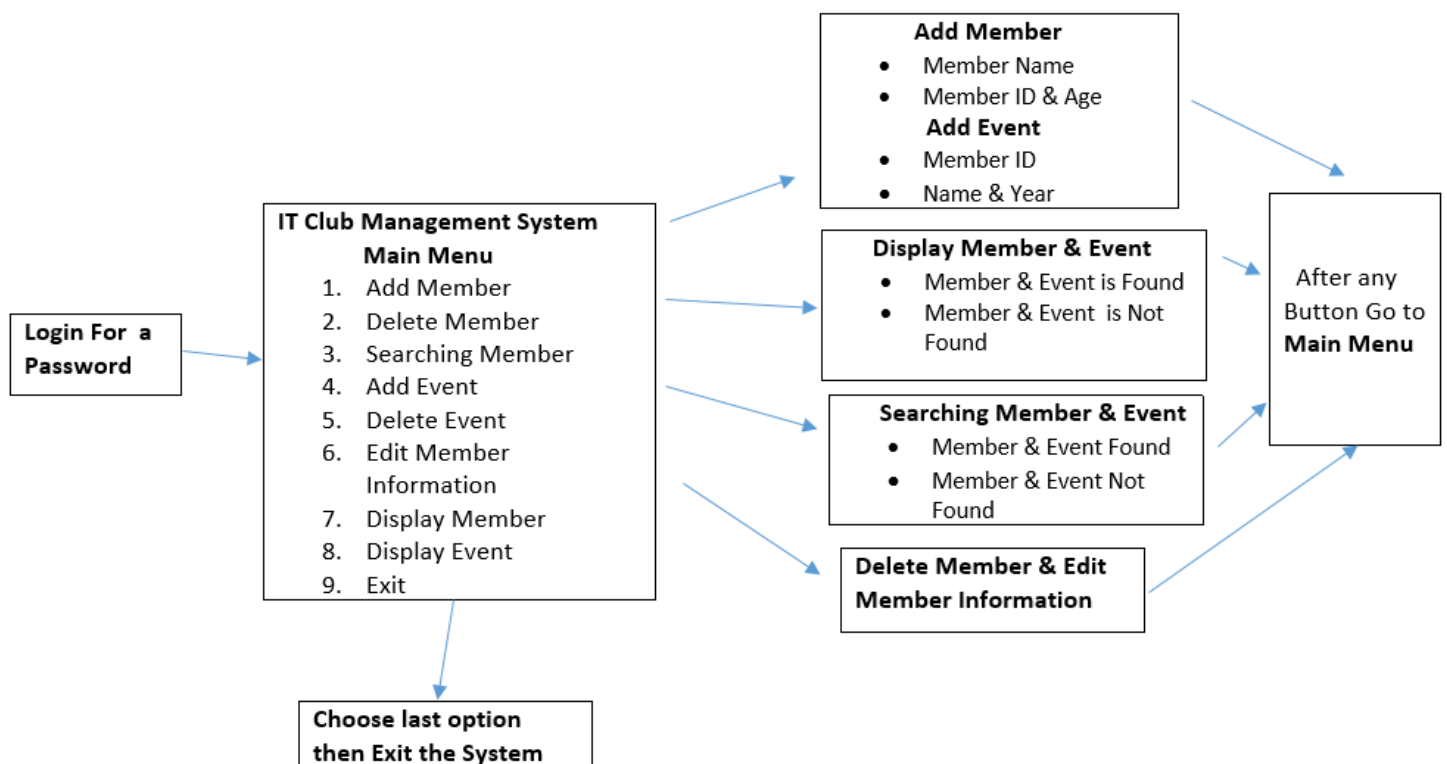 Login For a
Password
IT Club Management System
Main Menu
1. Add Member
2. Delete Member
3. Searching Member
4. Add Event
5. Delete Event
6. Edit Member
Information
7. Display Member
8. Display Event
9. Exit
Choose last option
then Exit the System
Add Member
• Member Name
• Member ID & Age
Add Event
• Member ID
• Name & Year
Display Member & Event
• Member & Event is Found
• Member & Event is Not
Found
Searching Member & Event
• Member & Event Found
• Member & Event Not
Found
Delete Member & Edit
Member Information
After any
Button Go to
Main Menu